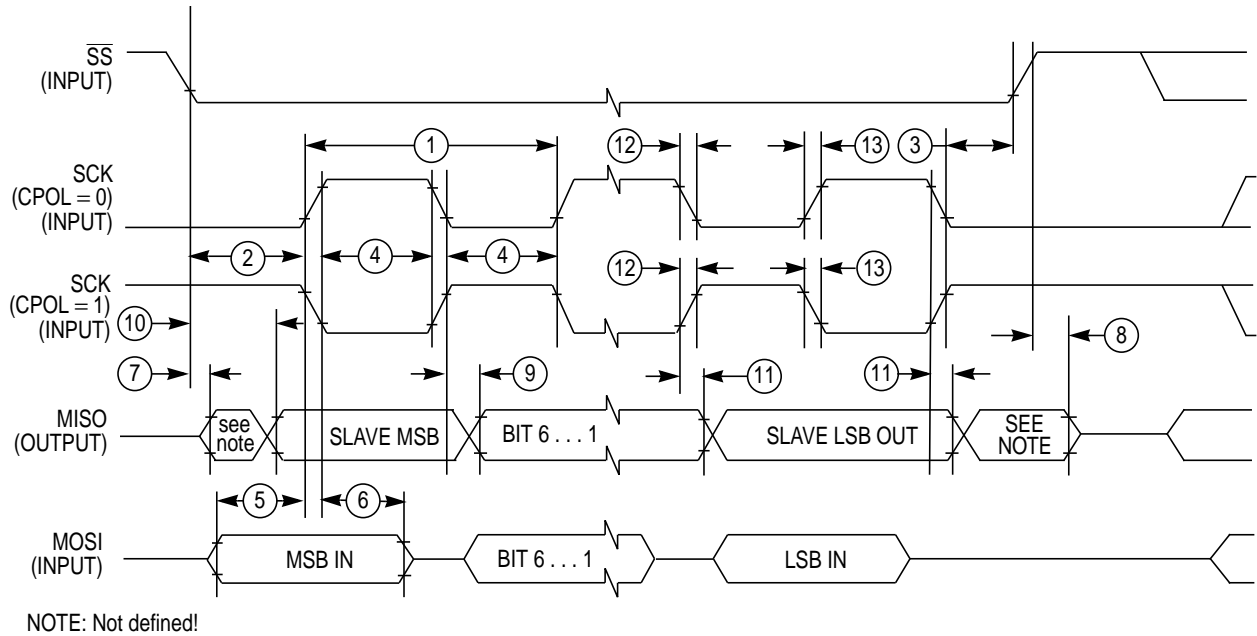 SS
(INPUT)
1
12
13
3
SCK
(CPOL = 0)
(INPUT)
2
4
4
12
13
SCK
(CPOL = 1)
(INPUT)
10
8
7
9
11
11
MISO
(OUTPUT)
see
note
SLAVE MSB
BIT 6 . . . 1
SLAVE LSB OUT
SEE
NOTE
5
6
MOSI
(INPUT)
MSB IN
BIT 6 . . . 1
LSB IN
NOTE: Not defined!